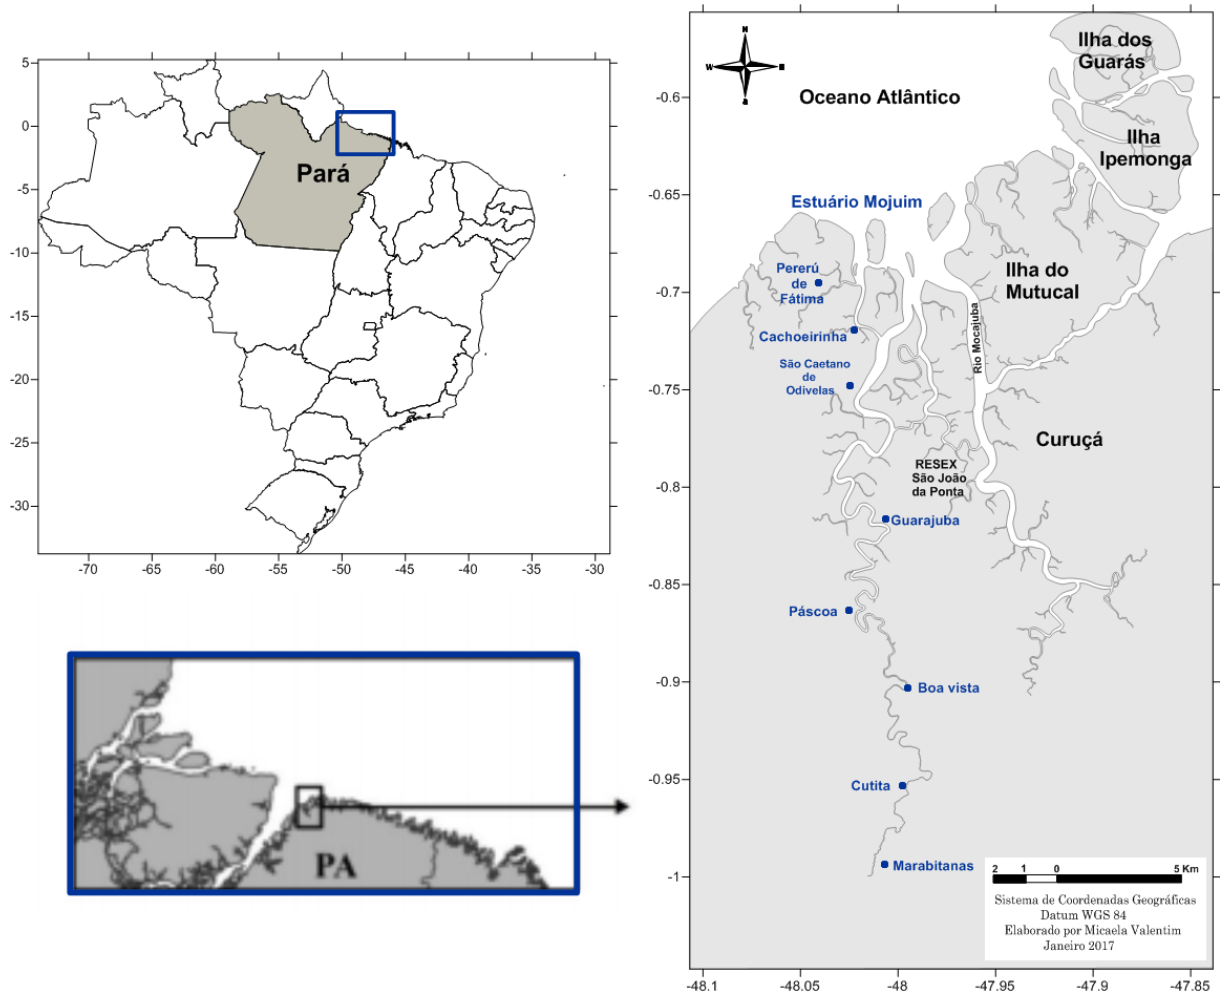 5
0
-5
-10
-15
-20
-25
-30
-70
-65
-60
-55
-50
-45
-40
-35
-30
Pará
PA
N
W
E
S
Oceano Atlântico
Ilha dos
Guarás
Ilha
Ipemonga
Estuário Mojuim
Ilha do
Mutucal
Pererú
de
Fátima
Cachoeirinha
São Caetano
de
Odivelas
Rio Mocajuba
Curuçá
RESEX
São João
da Ponta
Guarajuba
Páscoa
Boa vista
Cutita
Marabitanas
2 1 0 5 Km
Sistema de Coordenadas Geográficas
Datum WGS 84
Elaborado por Micaela Valentim
Janeiro 2017
-0.6
-0.65
-0.7
-0.75
-0.8
-0.85
-0.9
-0.95
-1
-48.1
-48.05
-48
-47.95
-47.9
-47.85